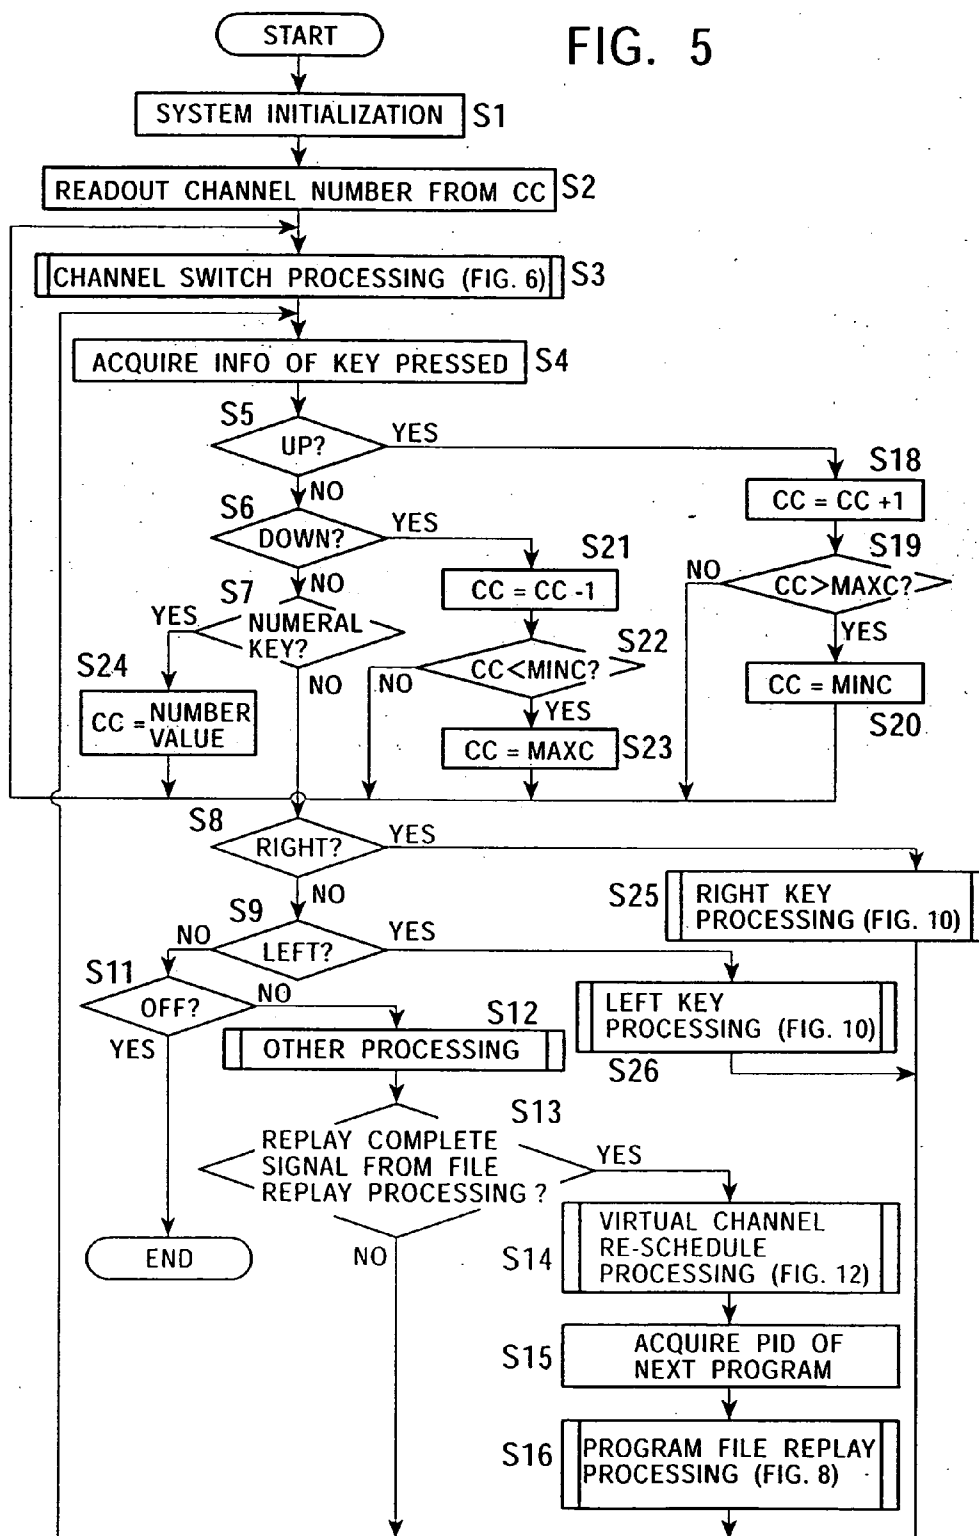 START
FIG. 5
SYSTEM INITIALIZATION S1
READOUT CHANNEL NUMBER FROM CC S2
CHANNEL SWITCH PROCESSING (FIG. 6) S3
ACQUIRE INFO OF KEY PRESSED S4
S5
UP?
YES
NO
S18
CC = CC +1
S6
DOWN?
YES
NO
S21
CC = CC -1
S19
CC>MAXC?
NO
YES
S7
NUMERAL
KEY?
YES
NO
S22
CC<MINC?
NO
YES
CC = MINC
S20
S24
CC = NUMBER
VALUE
CC = MAXC
S23
S8
RIGHT?
YES
NO
S25
RIGHT KEY
PROCESSING (FIG. 10)
S9
LEFT?
NO
YES
LEFT KEY
PROCESSING (FIG. 10)
S26
S11
OFF?
NO
YES
S12
OTHER PROCESSING
S13
REPLAY COMPLETE
SIGNAL FROM FILE
REPLAY PROCESSING ?
YES
NO
END
S14
VIRTUAL CHANNEL
RE-SCHEDULE
PROCESSING (FIG. 12)
S15
ACQUIRE PID OF
NEXT PROGRAM
S16
PROGRAM FILE REPLAY
PROCESSING (FIG. 8)